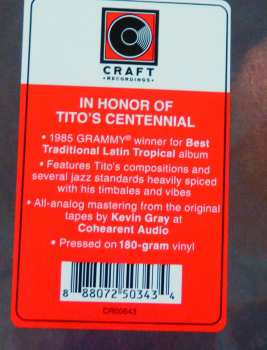 CRAFT
RECORDINGS
IN HONOR OF
TITO'S CENTENNIAL
• 1985 GRAMMY® winner for Best
Traditional Latin Tropical album
• Features Tito's compositions and
several jazz standards heavily spiced
with his timbales and vibes
• All-analog mastering from the original
tapes by Kevin Gray at
Cohearent Audio
• Pressed on 180-gram vinyl
8 88072 50343 4
CR00643